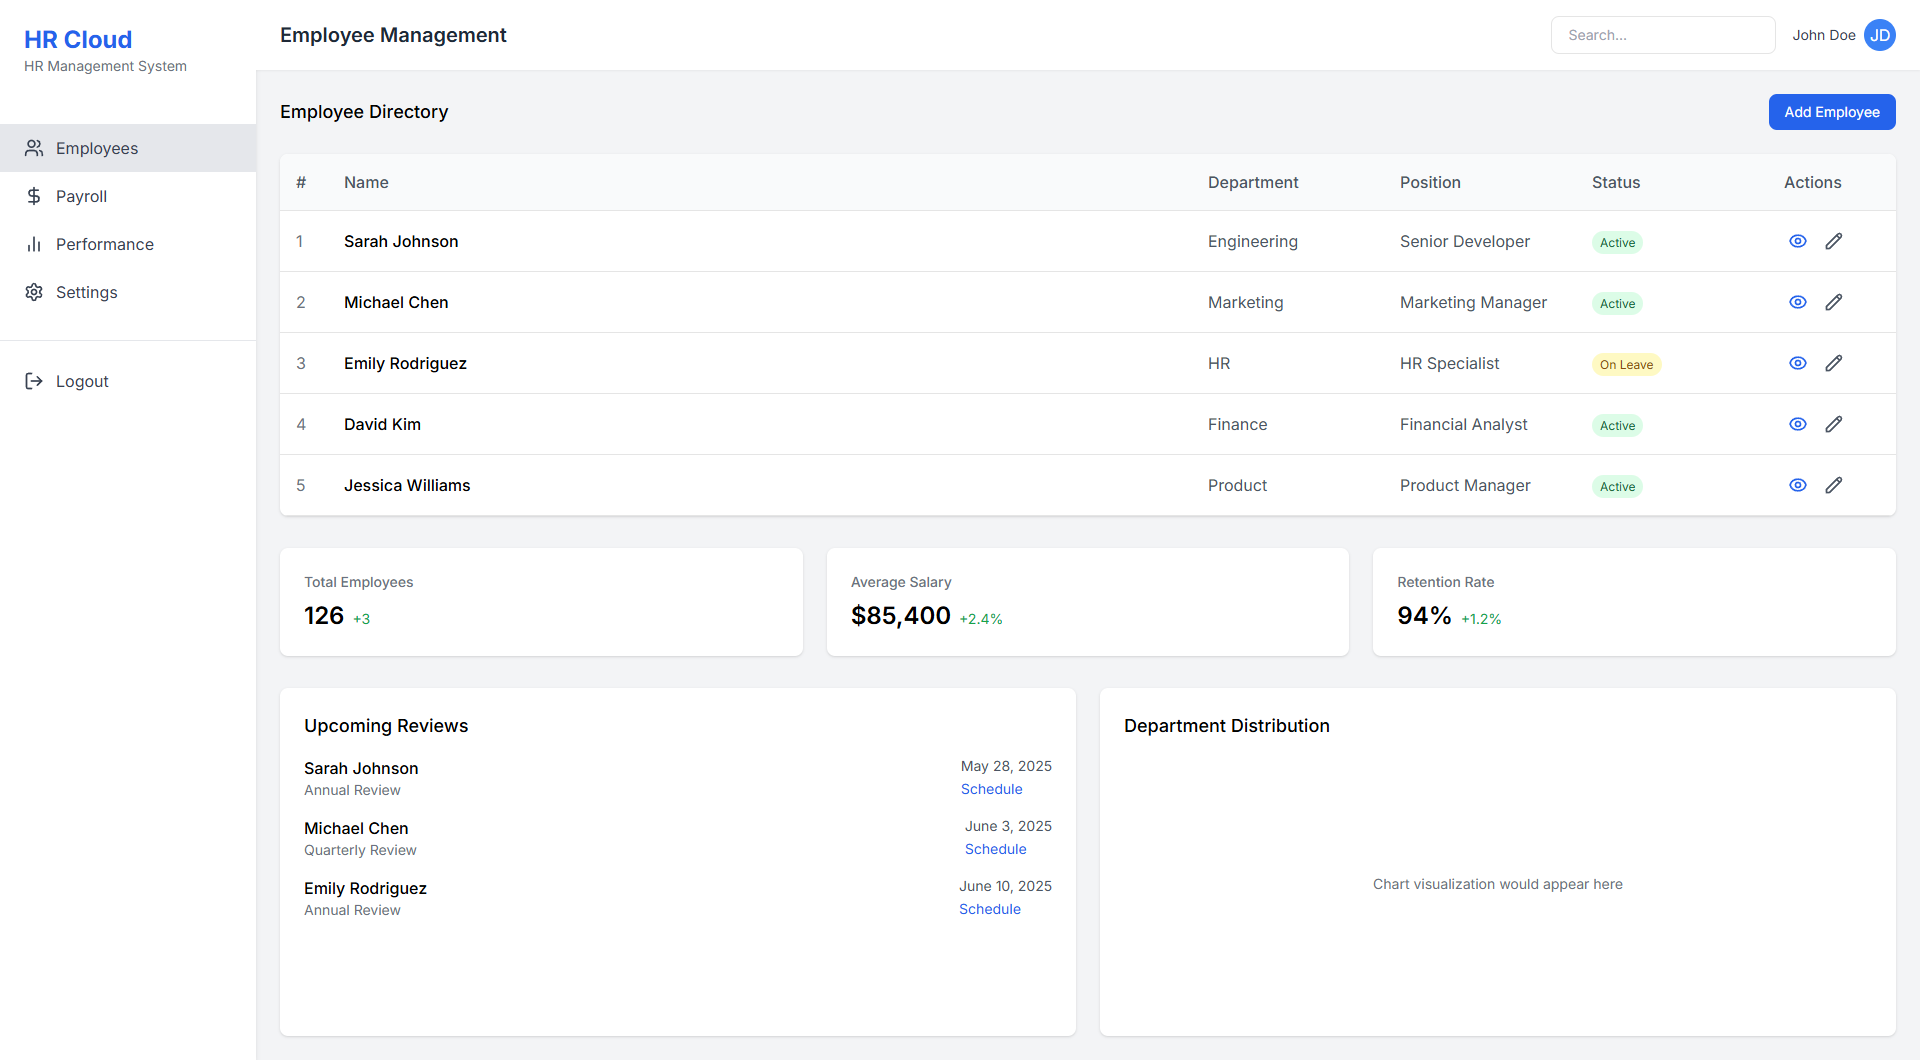 HR Cloud
HR Management System
Employees
Payroll
Performance
Settings
Logout
Employee Management
Search...
John Doe JD
Employee Directory
Add Employee
# Name Department Position Status Actions
1 Sarah Johnson Engineering Senior Developer Active
2 Michael Chen Marketing Marketing Manager Active
3 Emily Rodriguez HR HR Specialist On Leave
4 David Kim Finance Financial Analyst Active
5 Jessica Williams Product Product Manager Active
Total Employees
126 +3
Average Salary
$85,400 +2.4%
Retention Rate
94% +1.2%
Upcoming Reviews
Sarah Johnson May 28, 2025
Annual Review Schedule
Michael Chen June 3, 2025
Quarterly Review Schedule
Emily Rodriguez June 10, 2025
Annual Review Schedule
Department Distribution
Chart visualization would appear here